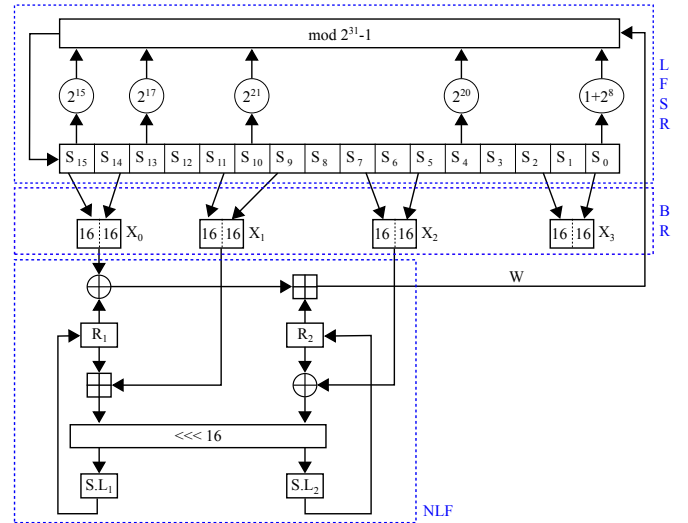 mod 2³¹-1
2¹⁵ 2¹⁷ 2²¹ 2²⁰ 1+2⁸
L
F
S
R
S₁₅ S₁₄ S₁₃ S₁₂ S₁₁ S₁₀ S₉ S₈ S₇ S₆ S₅ S₄ S₃ S₂ S₁ S₀
B
R
16 16 X₀ 16 16 X₁ 16 16 X₂ 16 16 X₃
W
R₁ R₂
<<< 16
S.L₁ S.L₂
NLF